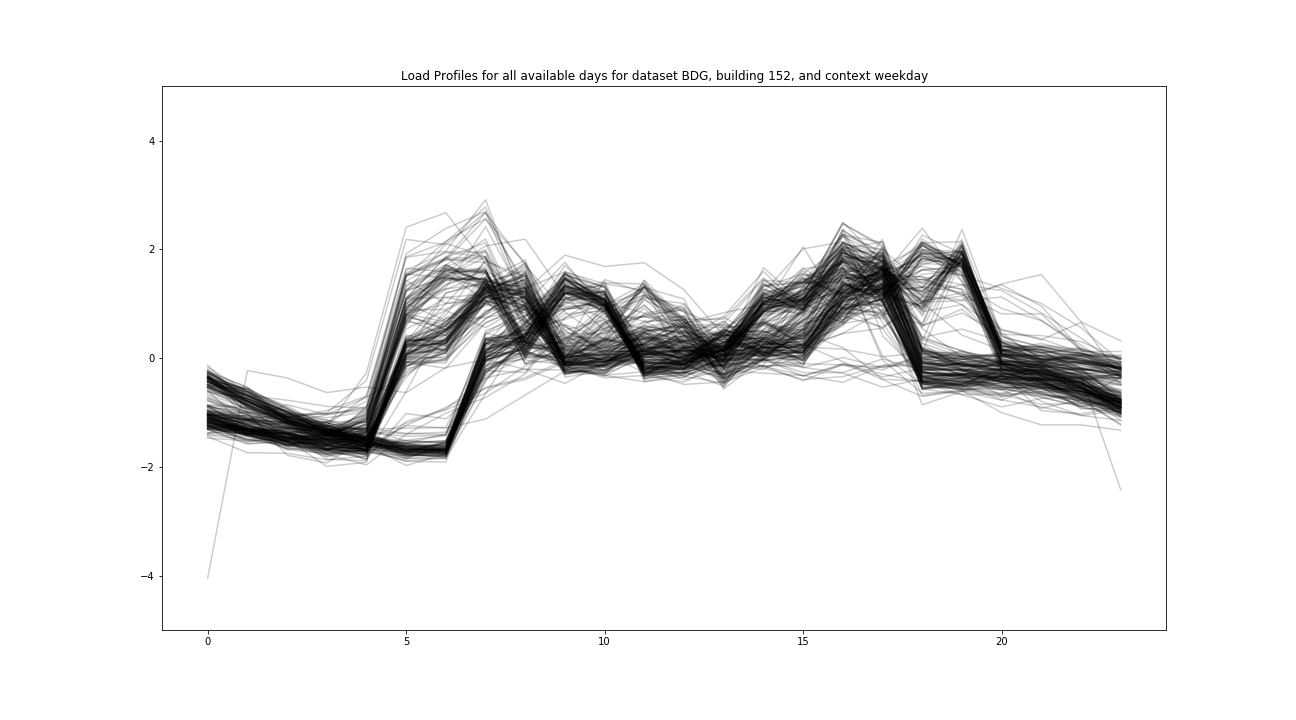 Load Profiles for all available days for dataset BDG, building 152, and context weekday
4
2
0
−2
−4
0 5 10 15 20